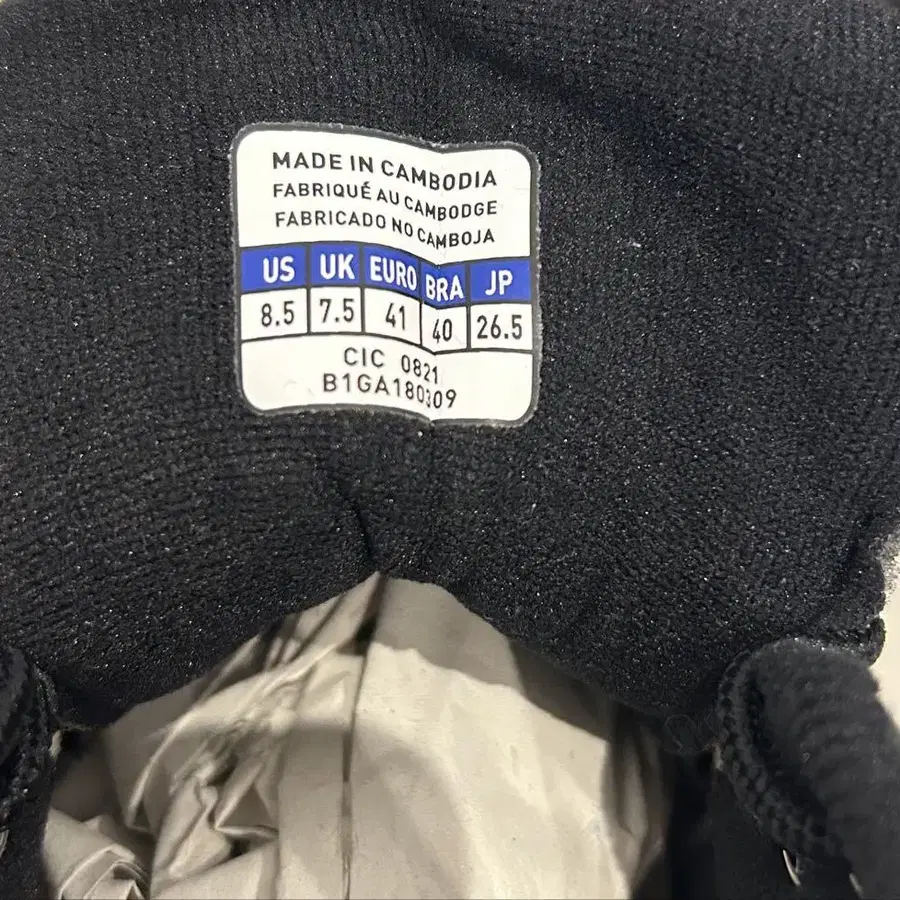 MADE IN CAMBODIA
FABRIQUÉ AU CAMBODGE
FABRICADO NO CAMBOJA
US UK EURO BRA JP
8.5 7.5 41 40 26.5
CIC 0821
B1GA180309